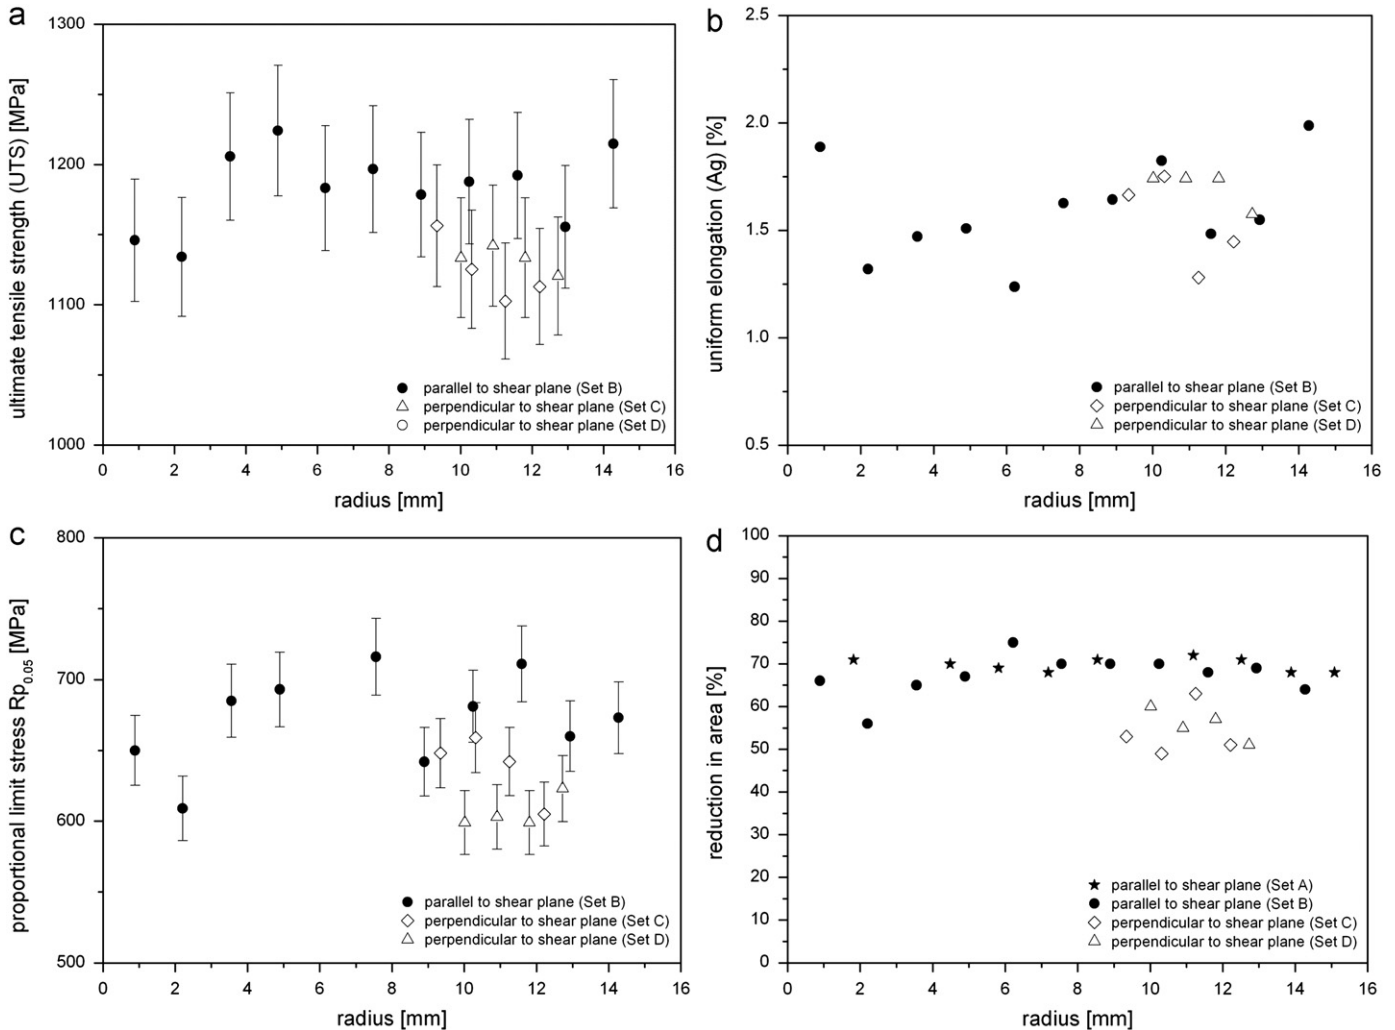 a
1300
1250
1200
1150
1100
1050
1000
0 2 4 6 8 10 12 14 16
ultimate tensile strength (UTS) [MPa]
radius [mm]
parallel to shear plane (Set B)
perpendicular to shear plane (Set C)
perpendicular to shear plane (Set D)
b
2.5
2.0
1.5
1.0
0.5
0 2 4 6 8 10 12 14 16
uniform elongation (Ag) [%]
radius [mm]
parallel to shear plane (Set B)
perpendicular to shear plane (Set C)
perpendicular to shear plane (Set D)
c
800
700
600
500
0 2 4 6 8 10 12 14 16
proportional limit stress Rp0.05 [MPa]
radius [mm]
parallel to shear plane (Set B)
perpendicular to shear plane (Set C)
perpendicular to shear plane (Set D)
d
100
90
80
70
60
50
40
30
20
10
0
0 2 4 6 8 10 12 14 16
reduction in area [%]
radius [mm]
parallel to shear plane (Set A)
parallel to shear plane (Set B)
perpendicular to shear plane (Set C)
perpendicular to shear plane (Set D)